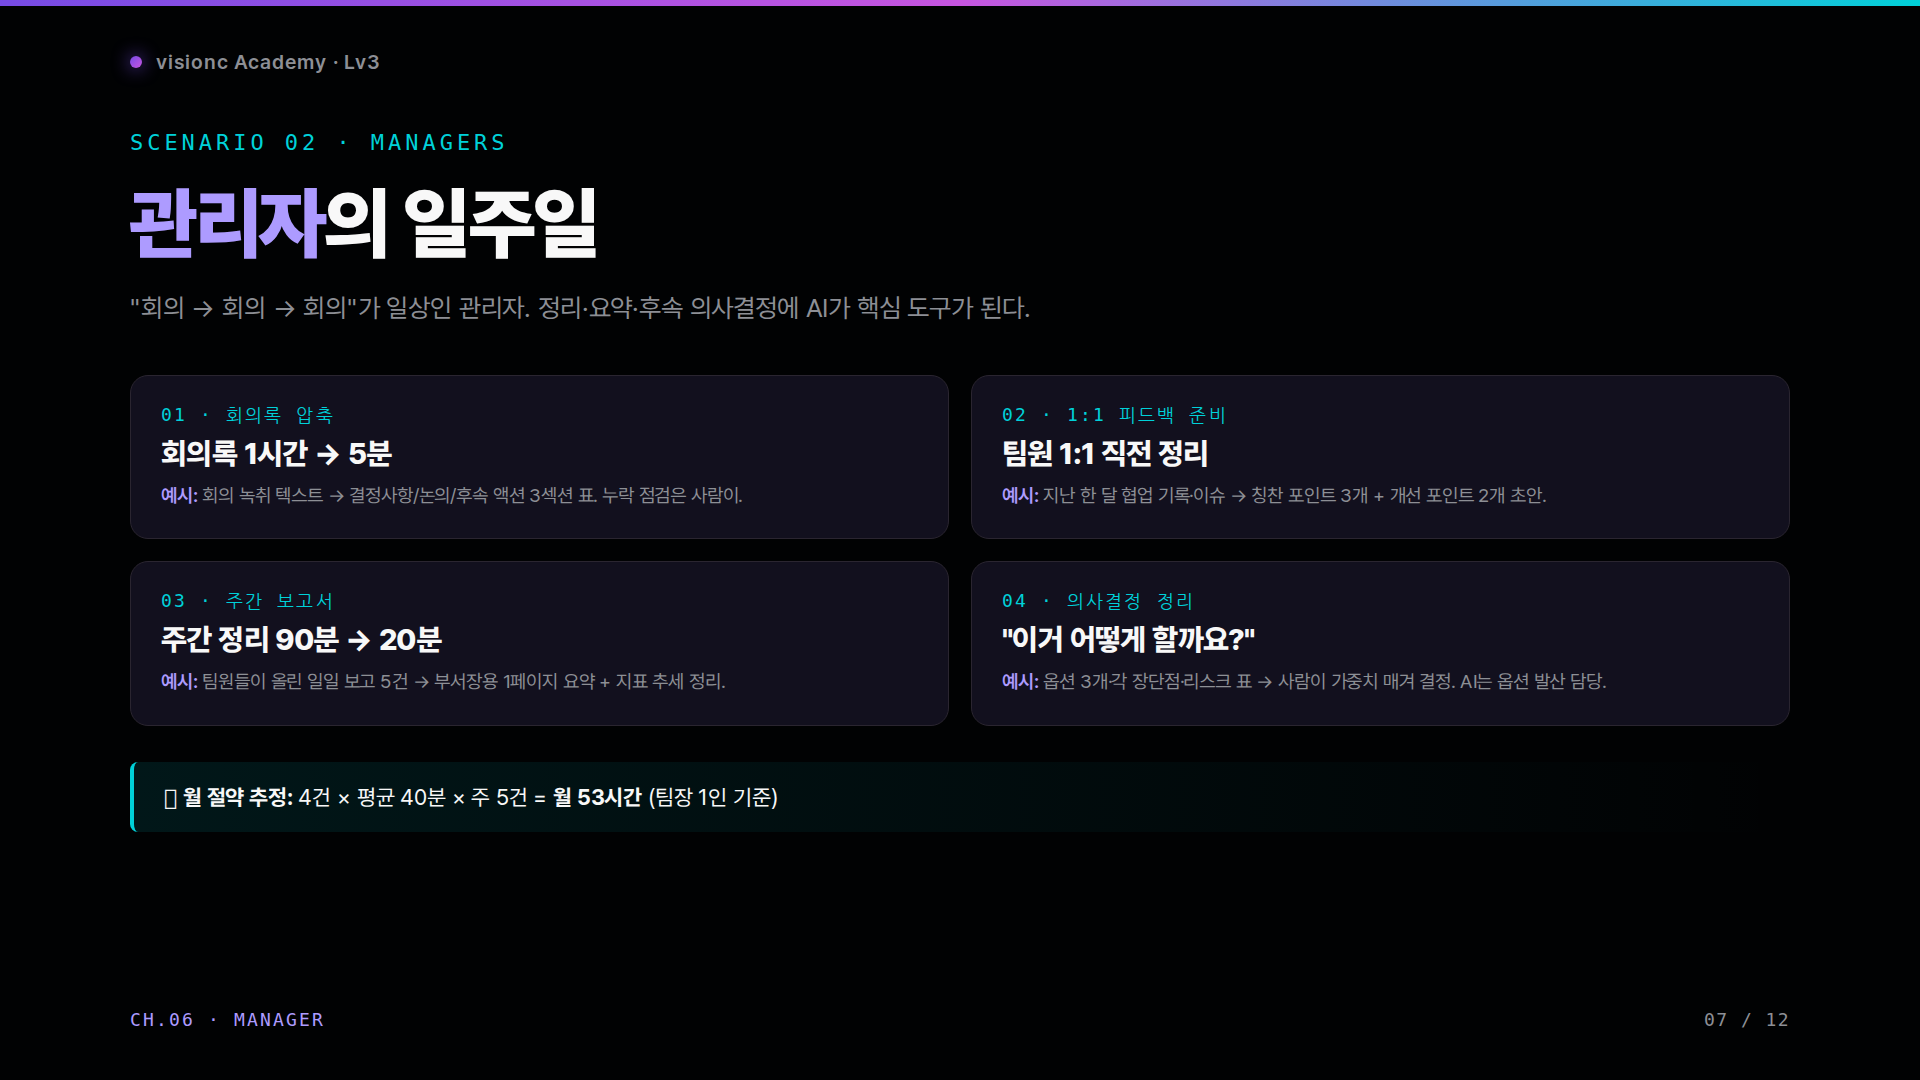 visionc Academy · Lv3
SCENARIO 02 · MANAGERS
관리자의 일주일
"회의 → 회의 → 회의"가 일상인 관리자. 정리·요약·후속 의사결정에 AI가 핵심 도구가 된다.
01 · 회의록 압축
회의록 1시간 → 5분
예시: 회의 녹취 텍스트 → 결정사항/논의/후속 액션 3섹션 표. 누락 점검은 사람이.
02 · 1:1 피드백 준비
팀원 1:1 직전 정리
예시: 지난 한 달 협업 기록·이슈 → 칭찬 포인트 3개 + 개선 포인트 2개 초안.
03 · 주간 보고서
주간 정리 90분 → 20분
예시: 팀원들이 올린 일일 보고 5건 → 부서장용 1페이지 요약 + 지표 추세 정리.
04 · 의사결정 정리
"이거 어떻게 할까요?"
예시: 옵션 3개·각 장단점·리스크 표 → 사람이 가중치 매겨 결정. AI는 옵션 발산 담당.
월 절약 추정: 4건 × 평균 40분 × 주 5건 = 월 53시간 (팀장 1인 기준)
CH.06 · MANAGER
07 / 12